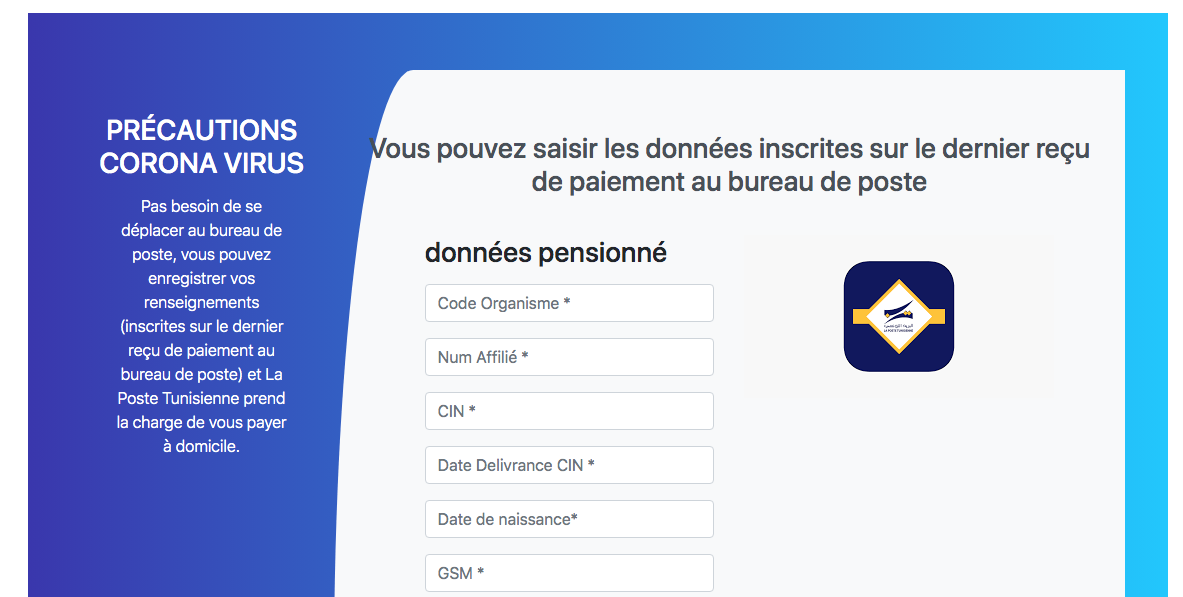 PRÉCAUTIONS
CORONA VIRUS
Pas besoin de se
déplacer au bureau de
poste, vous pouvez
enregistrer vos
renseignements
(inscrites sur le dernier
reçu de paiement au
bureau de poste) et La
Poste Tunisienne prend
la charge de vous payer
à domicile.
Vous pouvez saisir les données inscrites sur le dernier reçu
de paiement au bureau de poste
données pensionné
Code Organisme *
Num Affilié *
CIN *
Date Delivrance CIN *
Date de naissance*
GSM *
البريد التونسي
LA POSTE TUNISIENNE